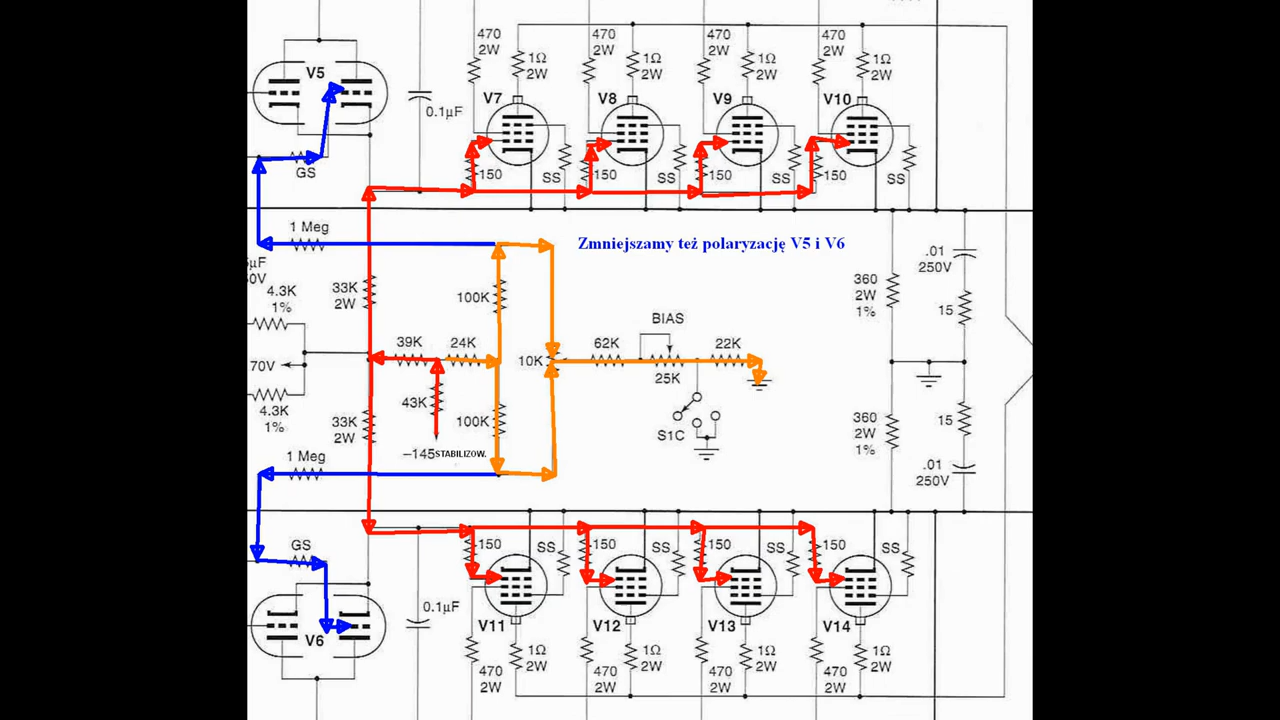 470
2W
1Ω
2W
470
2W
1Ω
2W
470
2W
1Ω
2W
470
2W
1Ω
2W
V5
V7
V8
V9
V10
0.1µF
GS
150
SS
150
SS
150
SS
150
SS
1 Meg
Zmniejszamy też polaryzację V5 i V6
µF
0V
4.3K
1%
33K
2W
100K
.01
250V
360
2W
1%
15
BIAS
39K
24K
10K
62K
22K
25K
70V
43K
4.3K
1%
33K
2W
100K
S1C
360
2W
1%
15
–145STABILIZOW.
1 Meg
.01
250V
GS
150
SS
150
SS
150
SS
150
SS
0.1µF
V6
V11
V12
V13
V14
470
2W
1Ω
2W
470
2W
1Ω
2W
470
2W
1Ω
2W
470
2W
1Ω
2W